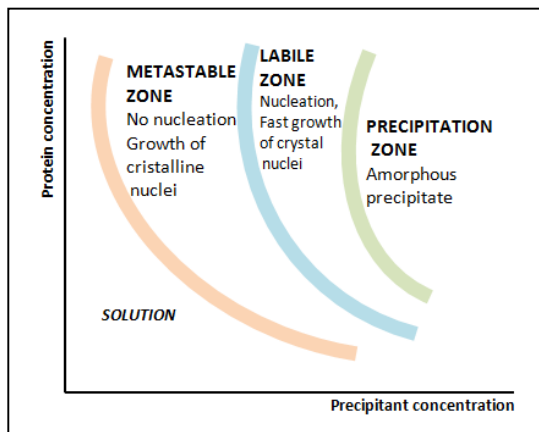 Protein concentration
METASTABLE
ZONE
No nucleation
Growth of
cristalline
nuclei
LABILE
ZONE
Nucleation,
Fast growth
of crystal
nuclei
PRECIPITATION
ZONE
Amorphous
precipitate
SOLUTION
Precipitant concentration